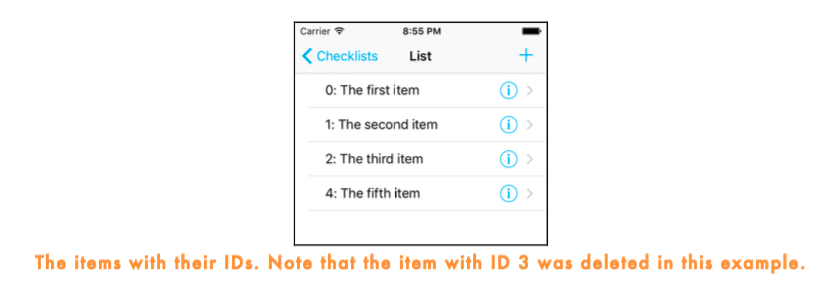 Carrier 8:55 PM
Checklists List +
0: The first item
1: The second item
2: The third item
4: The fifth item
The items with their IDs. Note that the item with ID 3 was deleted in this example.